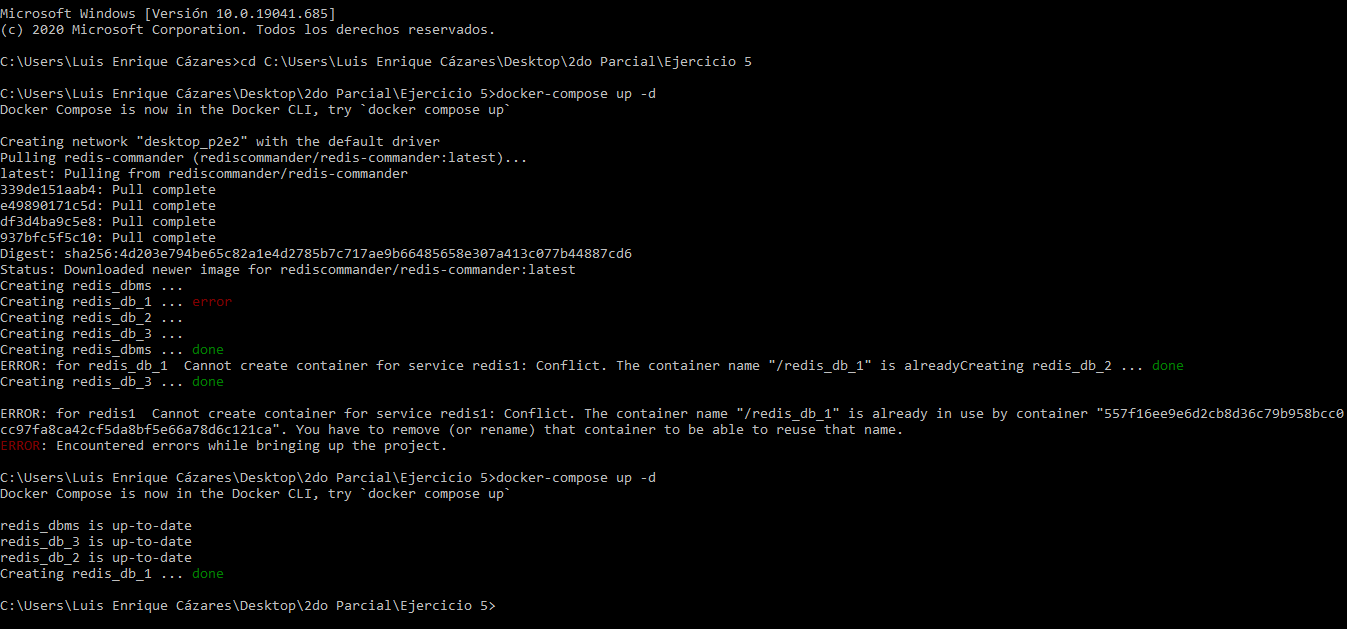 Microsoft Windows [Versión 10.0.19041.685]
(c) 2020 Microsoft Corporation. Todos los derechos reservados.
C:\Users\Luis Enrique Cázares>cd C:\Users\Luis Enrique Cázares\Desktop\2do Parcial\Ejercicio 5
C:\Users\Luis Enrique Cázares\Desktop\2do Parcial\Ejercicio 5>docker-compose up -d
Docker Compose is now in the Docker CLI, try `docker compose up`
Creating network "desktop_p2e2" with the default driver
Pulling redis-commander (rediscommander/redis-commander:latest)...
latest: Pulling from rediscommander/redis-commander
339de151aab4: Pull complete
e49890171c5d: Pull complete
df3d4ba9c5e8: Pull complete
937bfc5f5c10: Pull complete
Digest: sha256:4d203e794be65c82a1e4d2785b7c717ae9b66485658e307a413c077b44887cd6
Status: Downloaded newer image for rediscommander/redis-commander:latest
Creating redis_dbms ...
Creating redis_db_1 ... error
Creating redis_db_2 ...
Creating redis_db_3 ...
Creating redis_dbms ... done
ERROR: for redis_db_1  Cannot create container for service redis1: Conflict. The container name "/redis_db_1" is alreadyCreating redis_db_2 ... done
Creating redis_db_3 ... done
ERROR: for redis1  Cannot create container for service redis1: Conflict. The container name "/redis_db_1" is already in use by container "557f16ee9e6d2cb8d36c79b958bcc0
cc97fa8ca42cf5da8bf5e66a78d6c121ca". You have to remove (or rename) that container to be able to reuse that name.
ERROR: Encountered errors while bringing up the project.
C:\Users\Luis Enrique Cázares\Desktop\2do Parcial\Ejercicio 5>docker-compose up -d
Docker Compose is now in the Docker CLI, try `docker compose up`
redis_dbms is up-to-date
redis_db_3 is up-to-date
redis_db_2 is up-to-date
Creating redis_db_1 ... done
C:\Users\Luis Enrique Cázares\Desktop\2do Parcial\Ejercicio 5>